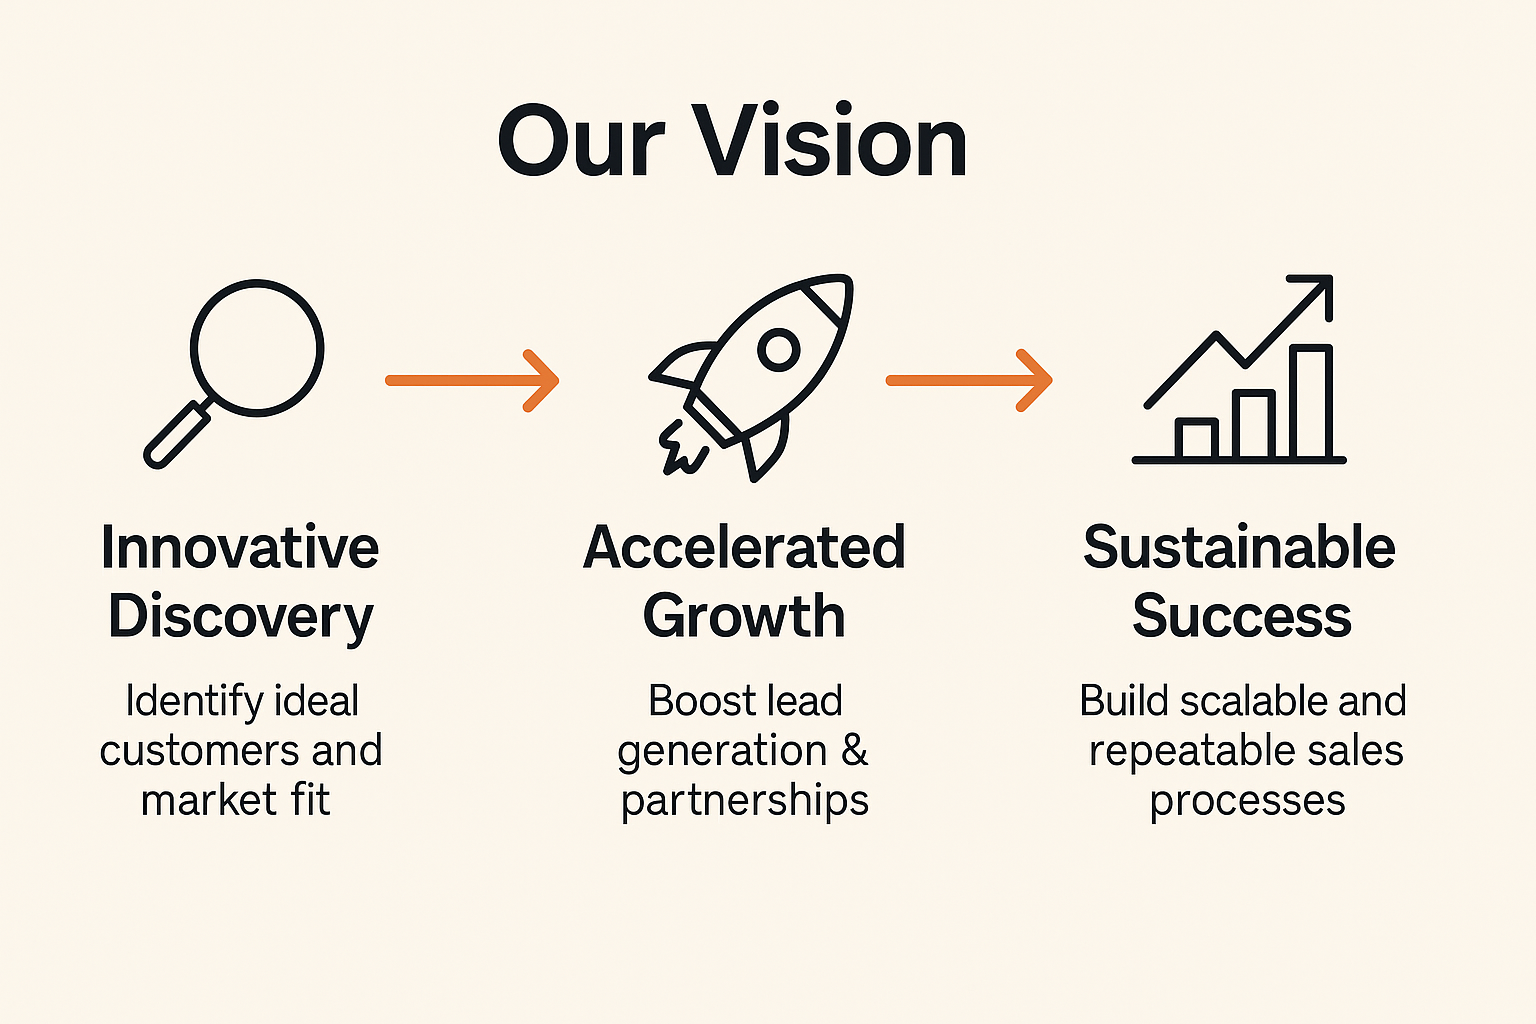 Our Vision
Innovative
Discovery
Identify ideal
customers and
market fit
Accelerated
Growth
Boost lead
generation &
partnerships
Sustainable
Success
Build scalable and
repeatable sales
processes